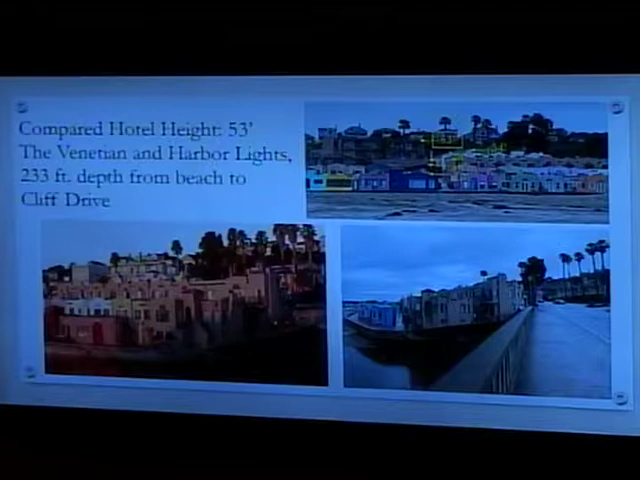 Compared Hotel Height: 53'
The Venetian and Harbor Lights,
233 ft. depth from beach to
Cliff Drive